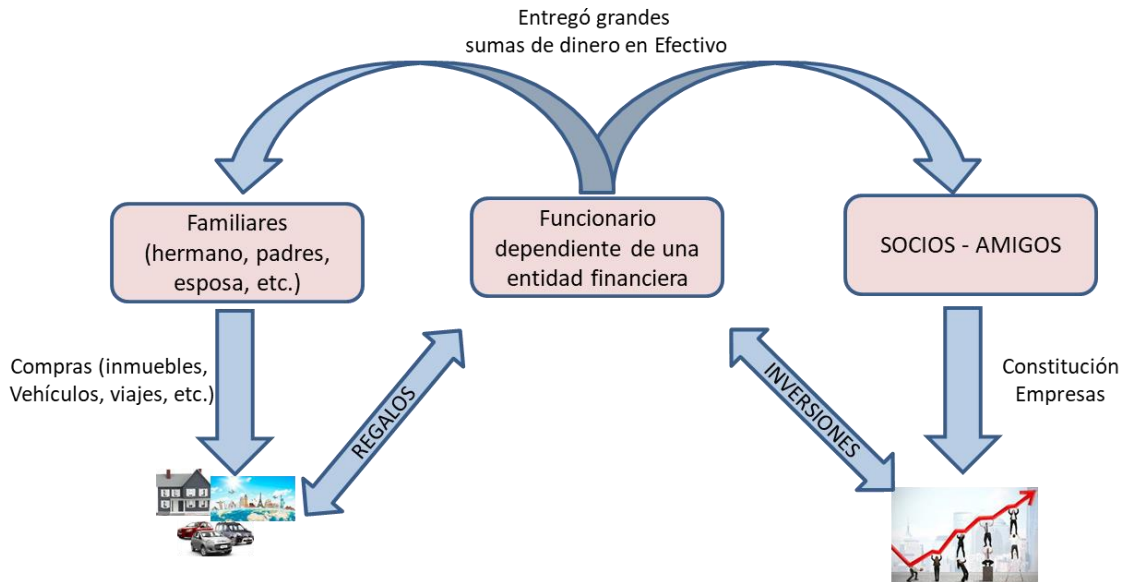 Entregó grandes
sumas de dinero en Efectivo
Familiares
(hermano, padres,
esposa, etc.)
Funcionario
dependiente de una
entidad financiera
SOCIOS - AMIGOS
Compras (inmuebles,
Vehículos, viajes, etc.)
REGALOS
INVERSIONES
Constitución
Empresas